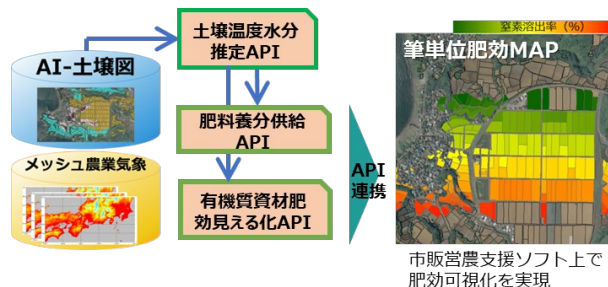 AI-土壌図
メッシュ農業気象
土壌温度水分
推定API
肥料養分供給
API
有機質資材肥
効見える化API
API
連携
窒素溶出率(%)
筆単位肥効MAP
市販営農支援ソフト上で
肥効可視化を実現